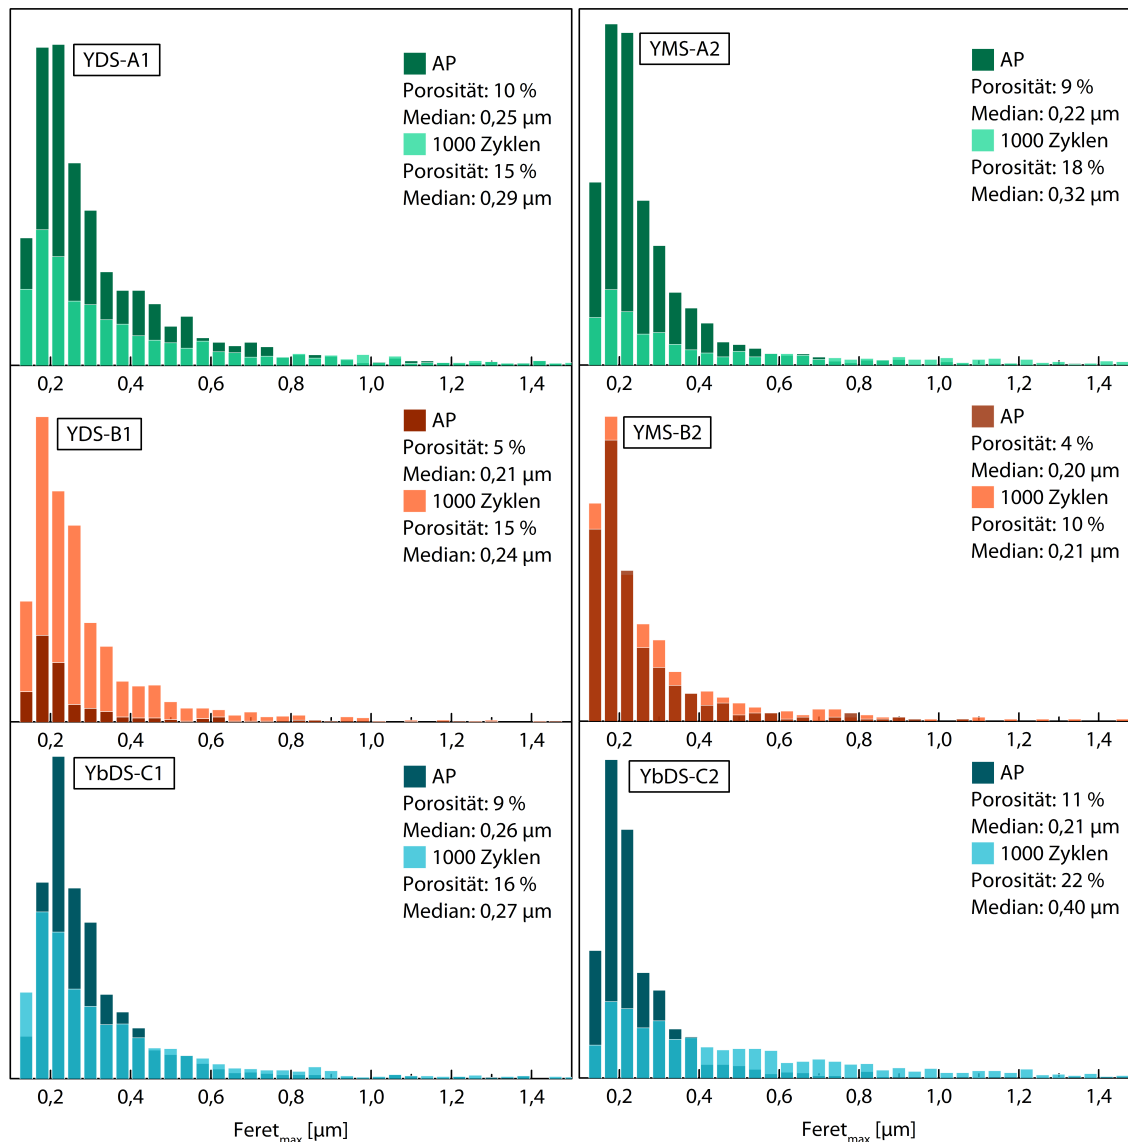 YDS-A1
AP
Porosität: 10 %
Median: 0,25 µm
1000 Zyklen
Porosität: 15 %
Median: 0,29 µm
0,2 0,4 0,6 0,8 1,0 1,2 1,4
YMS-A2
AP
Porosität: 9 %
Median: 0,22 µm
1000 Zyklen
Porosität: 18 %
Median: 0,32 µm
0,2 0,4 0,6 0,8 1,0 1,2 1,4
YDS-B1
AP
Porosität: 5 %
Median: 0,21 µm
1000 Zyklen
Porosität: 15 %
Median: 0,24 µm
0,2 0,4 0,6 0,8 1,0 1,2 1,4
YMS-B2
AP
Porosität: 4 %
Median: 0,20 µm
1000 Zyklen
Porosität: 10 %
Median: 0,21 µm
0,2 0,4 0,6 0,8 1,0 1,2 1,4
YbDS-C1
AP
Porosität: 9 %
Median: 0,26 µm
1000 Zyklen
Porosität: 16 %
Median: 0,27 µm
0,2 0,4 0,6 0,8 1,0 1,2 1,4
Feretmax [µm]
YbDS-C2
AP
Porosität: 11 %
Median: 0,21 µm
1000 Zyklen
Porosität: 22 %
Median: 0,40 µm
0,2 0,4 0,6 0,8 1,0 1,2 1,4
Feretmax [µm]